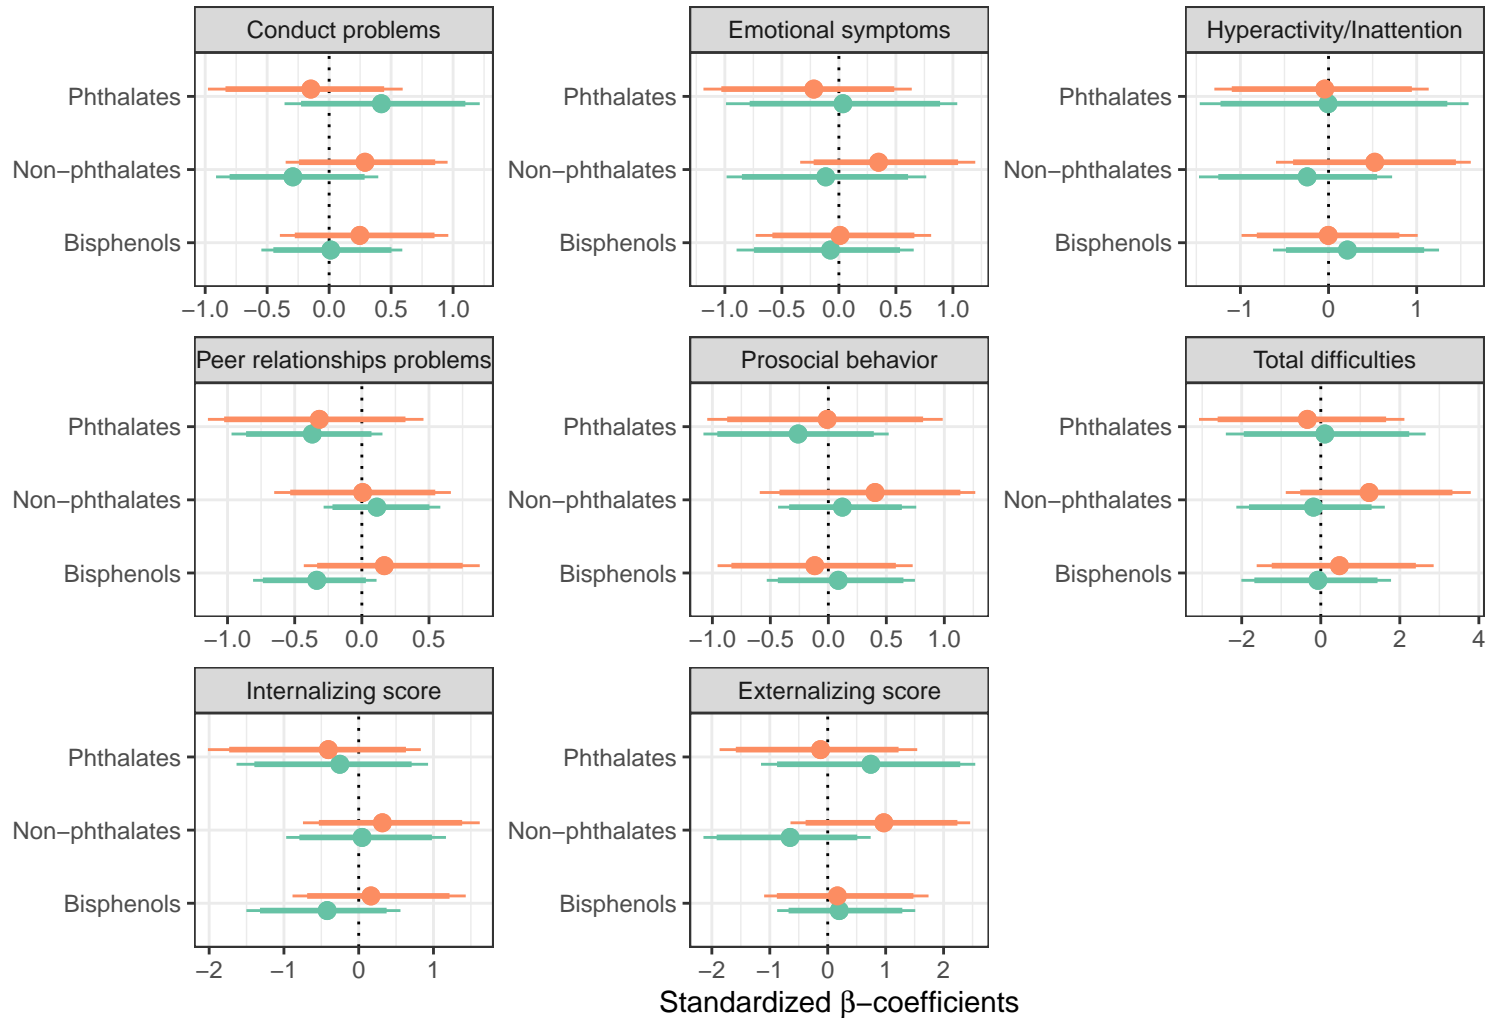 Conduct problems
Phthalates
Non−phthalates
Bisphenols
−1.0 −0.5 0.0 0.5 1.0
Emotional symptoms
Phthalates
Non−phthalates
Bisphenols
−1.0 −0.5 0.0 0.5 1.0
Hyperactivity/Inattention
Phthalates
Non−phthalates
Bisphenols
−1 0 1
Peer relationships problems
Phthalates
Non−phthalates
Bisphenols
−1.0 −0.5 0.0 0.5
Prosocial behavior
Phthalates
Non−phthalates
Bisphenols
−1.0 −0.5 0.0 0.5 1.0
Total difficulties
Phthalates
Non−phthalates
Bisphenols
−2 0 2 4
Internalizing score
Phthalates
Non−phthalates
Bisphenols
−2 −1 0 1
Externalizing score
Phthalates
Non−phthalates
Bisphenols
−2 −1 0 1 2
Standardized β−coefficients